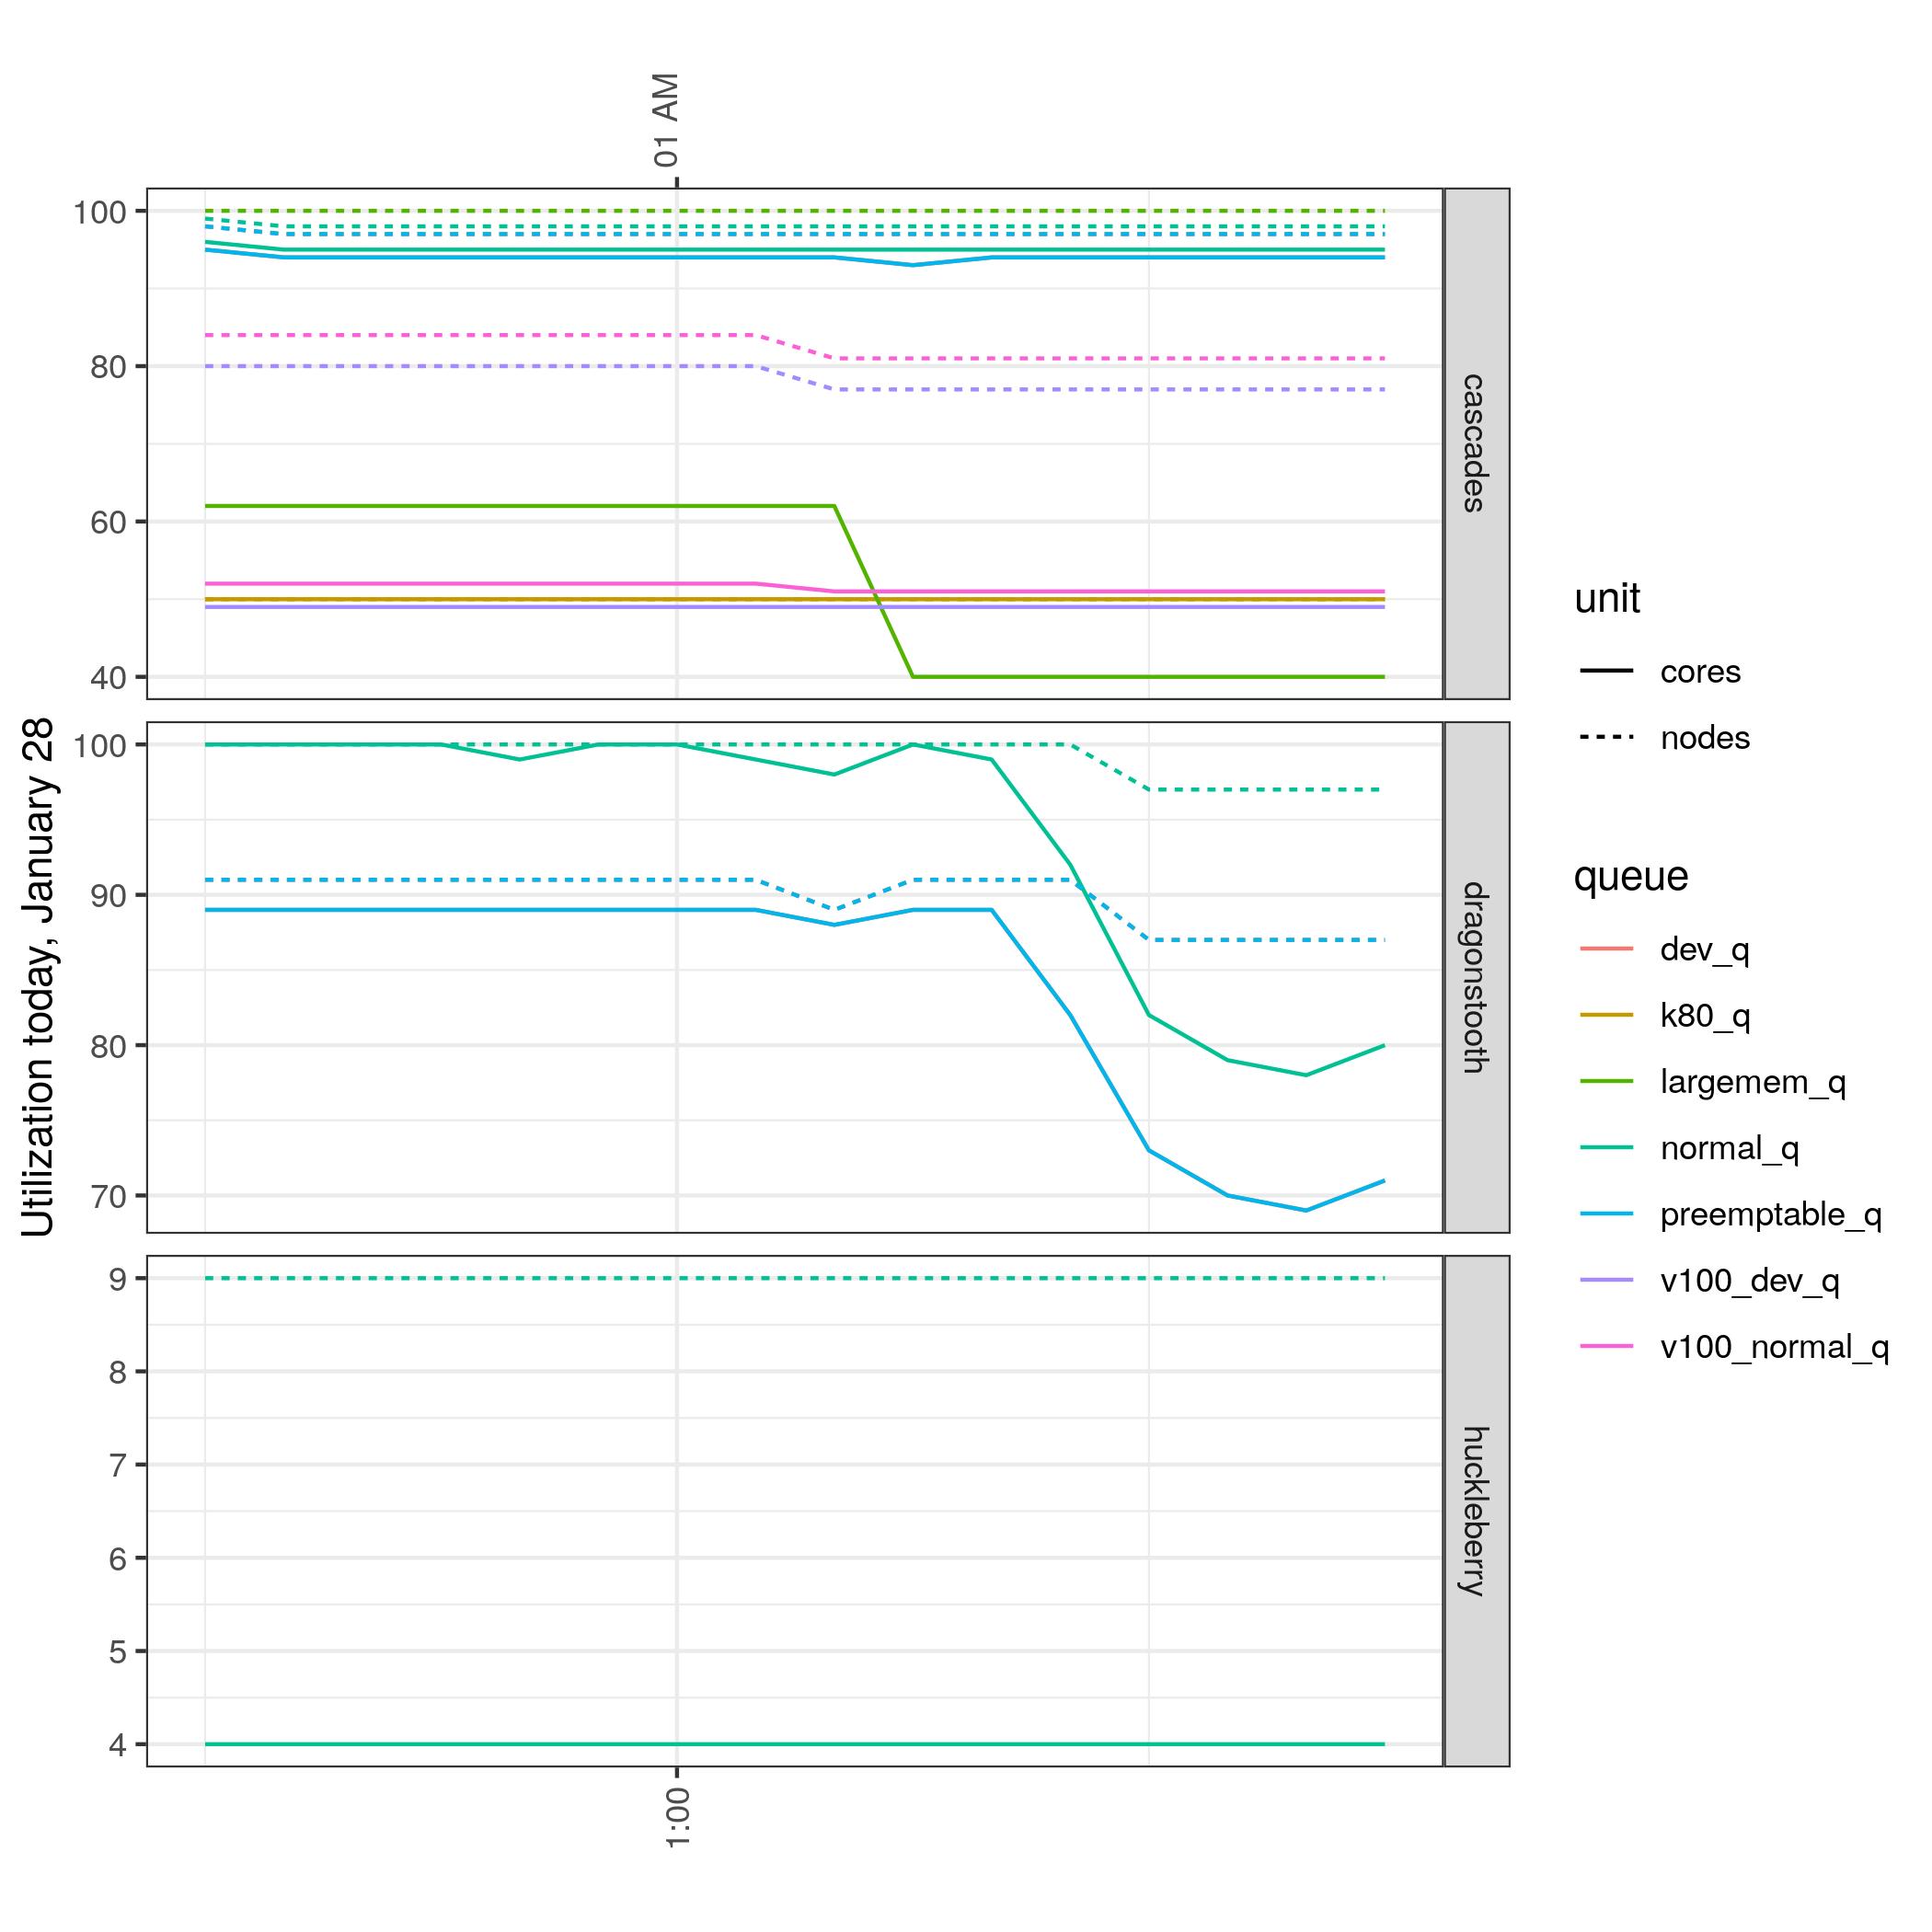 01 AM
Utilization today, January 28
100
80
60
40
cascades
100
90
80
70
dragonstooth
9
8
7
6
5
4
huckleberry
1:00
unit
cores
nodes
queue
dev_q
k80_q
largemem_q
normal_q
preemptable_q
v100_dev_q
v100_normal_q